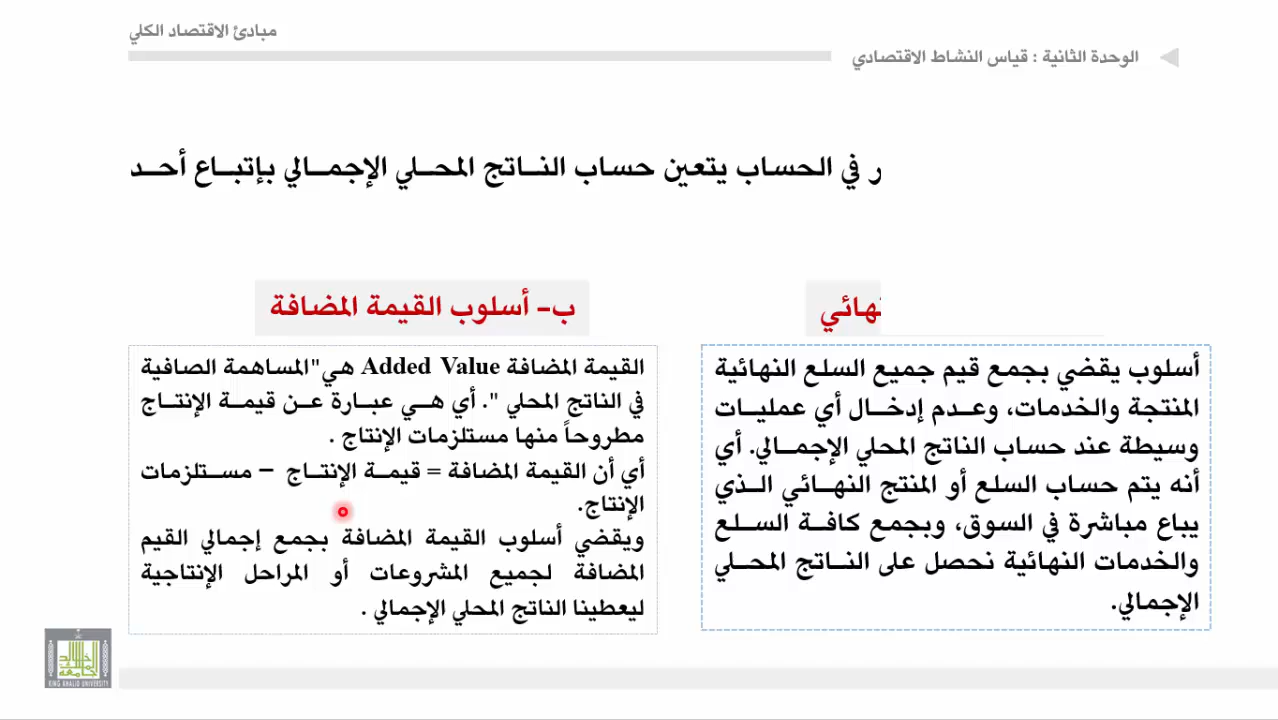 مبادئ الاقتصاد الكلي
الوحدة الثانية : قياس النشاط الاقتصادي
ر في الحساب يتعين حساب الناتج المحلي الإجمالي بإتباع أحد
نهائي
أسلوب يقضي بجمع قيم جميع السلع النهائية
المنتجة والخدمات، وعدم إدخال أي عمليات
وسيطة عند حساب الناتج المحلي الإجمالي. أي
أنه يتم حساب السلع أو المنتج النهائي الذي
يباع مباشرة في السوق، وبجمع كافة السلع
والخدمات النهائية نحصل على الناتج المحلي
الإجمالي.
ب- أسلوب القيمة المضافة
القيمة المضافة Added Value هي"المساهمة الصافية
في الناتج المحلي ". أي هي عبارة عن قيمة الإنتاج
مطروحاً منها مستلزمات الإنتاج .
أي أن القيمة المضافة = قيمة الإنتاج – مستلزمات
الإنتاج.
ويقضي أسلوب القيمة المضافة بجمع إجمالي القيم
المضافة لجميع المشروعات أو المراحل الإنتاجية
ليعطينا الناتج المحلي الإجمالي .
KING KHALID UNIVERSITY